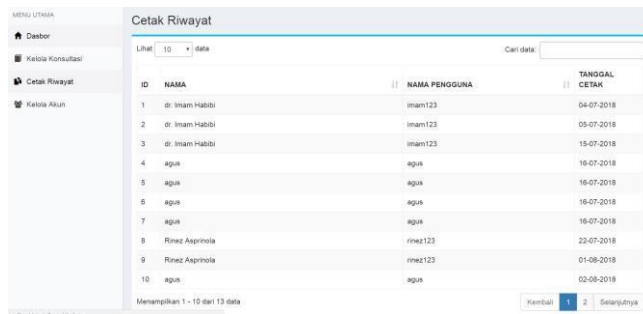 MENU UTAMA
Dasbor
Kelola Konsultasi
Cetak Riwayat
Kelola Akun
Cetak Riwayat
Lihat 10 data
Cari data:
ID NAMA NAMA PENGGUNA TANGGAL CETAK
1 dr. Imam Habibi imam123 04-07-2018
2 dr. Imam Habibi imam123 05-07-2018
3 dr. Imam Habibi imam123 15-07-2018
4 agus agus 16-07-2018
5 agus agus 16-07-2018
6 agus agus 16-07-2018
7 agus agus 16-07-2018
8 Rinez Asprinola rinez123 22-07-2018
9 Rinez Asprinola rinez123 01-08-2018
10 agus agus 02-08-2018
Menampilkan 1 - 10 dari 13 data
Kembali 1 2 Selanjutnya